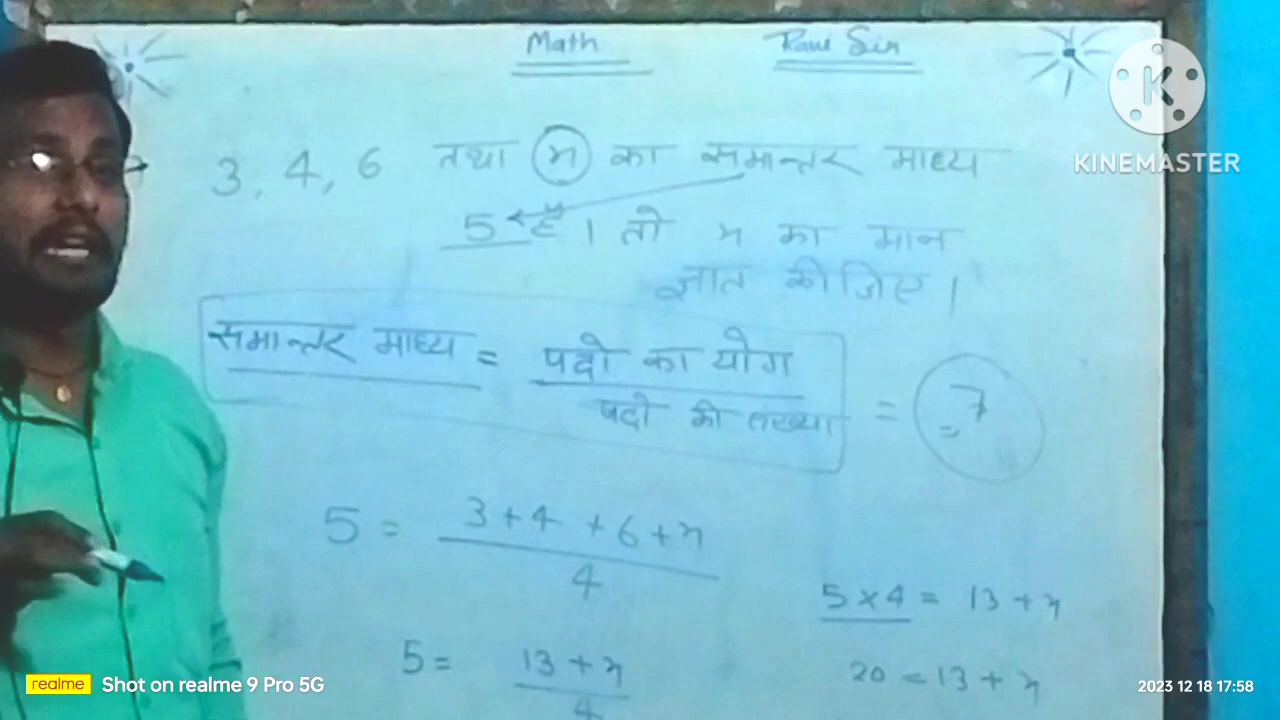 Math Ravi Sir
KINEMASTER
3, 4, 6 तथा x का समान्तर माध्य
5 है । तो x का मान
ज्ञात कीजिए ।
समान्तर माध्य = पदो का योग
पदो की संख्या
= 7
5 = 3+4 +6+x
4
5×4 = 13 + x
5 = 13 + x
4
20 = 13 + x
realme Shot on realme 9 Pro 5G
2023 12 18 17:58